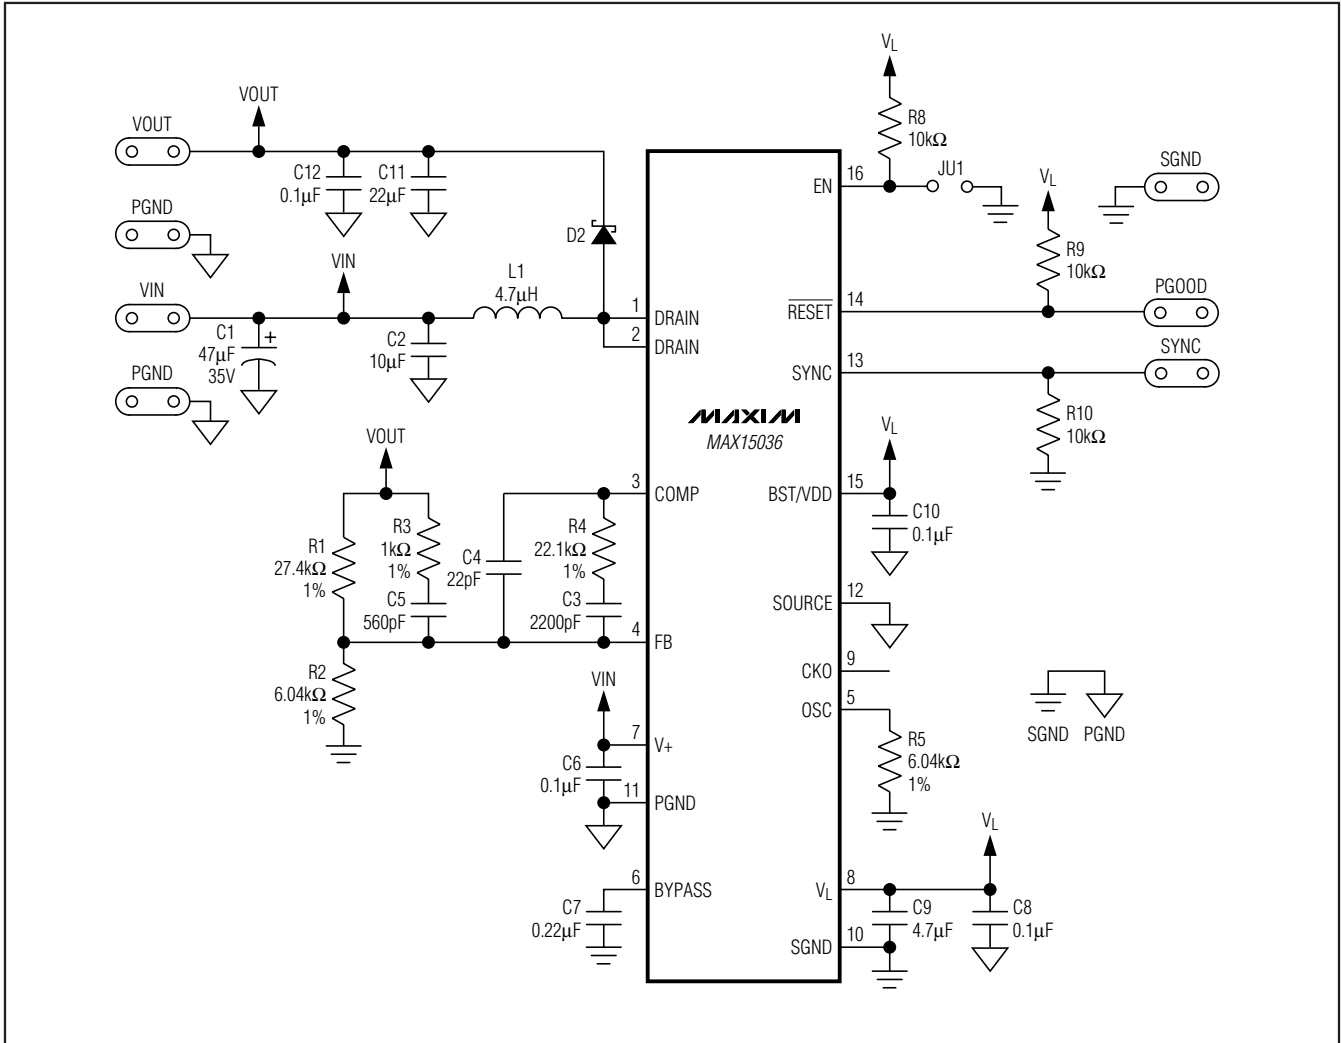 VOUT
VOUT
C12
0.1µF
C11
22µF
PGND
D2
VIN
VIN
L1
4.7µH
C1
47µF
35V
+
C2
10µF
PGND
VOUT
R1
27.4kΩ
1%
R3
1kΩ
1%
C5
560pF
C4
22pF
R4
22.1kΩ
1%
C3
2200pF
R2
6.04kΩ
1%
VIN
C6
0.1µF
C7
0.22µF
1
DRAIN
2
DRAIN
3
COMP
4
FB
7
V+
11
PGND
6
BYPASS
MAXIM
MAX15036
EN
16
RESET
14
SYNC
13
BST/VDD
15
SOURCE
12
CKO
9
OSC
5
VL
8
SGND
10
VL
R8
10kΩ
JU1
SGND
VL
R9
10kΩ
PGOOD
SYNC
R10
10kΩ
VL
C10
0.1µF
SGND
PGND
R5
6.04kΩ
1%
VL
C9
4.7µF
C8
0.1µF